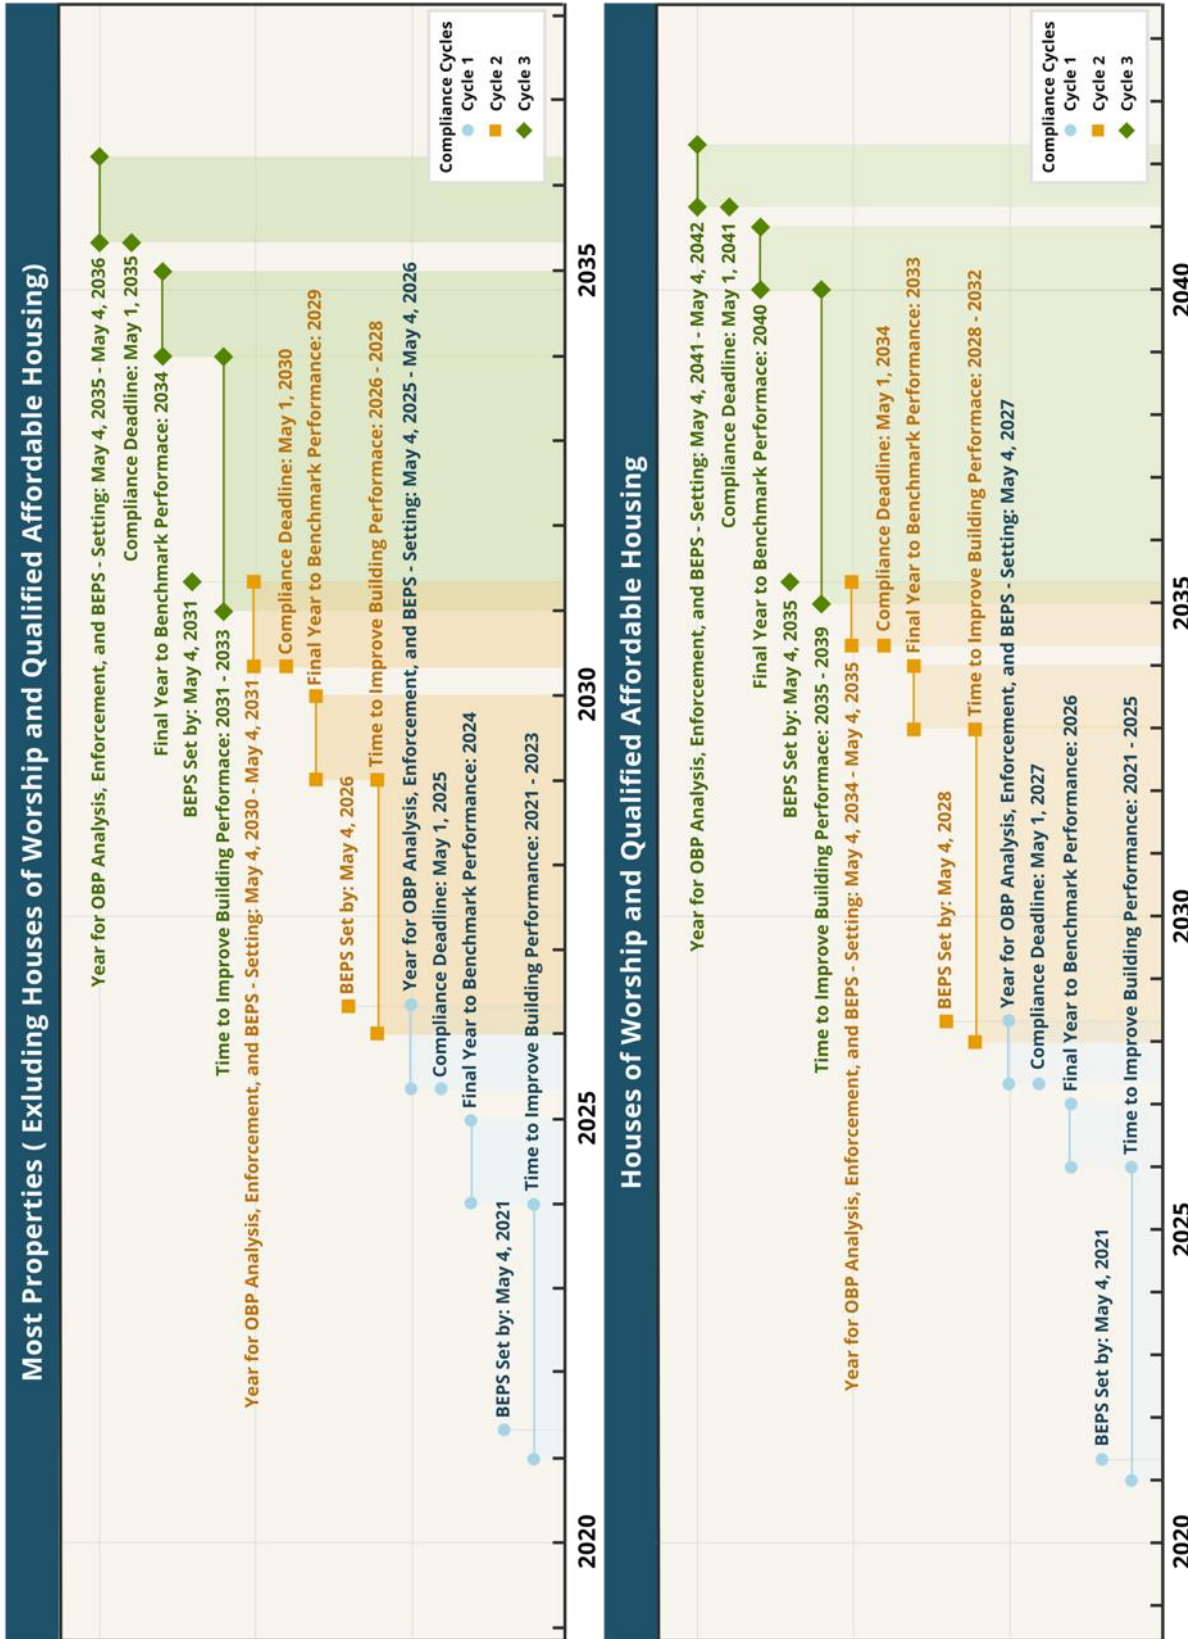 Most Properties ( Exluding Houses of Worship and Qualified Affordable Housing)
Year for OBP Analysis, Enforcement, and BEPS - Setting: May 4, 2035 - May 4, 2036
Compliance Deadline: May 1, 2035
Final Year to Benchmark Performance: 2034
BEPS Set by: May 4, 2031
Time to Improve Building Performace: 2031 - 2033
Year for OBP Analysis, Enforcement, and BEPS - Setting: May 4, 2030 - May 4, 2031
Compliance Deadline: May 1, 2030
Final Year to Benchmark Performance: 2029
BEPS Set by: May 4, 2026
Time to Improve Building Performace: 2026 - 2028
Year for OBP Analysis, Enforcement, and BEPS - Setting: May 4, 2025 - May 4, 2026
Compliance Deadline: May 1, 2025
Final Year to Benchmark Performance: 2024
BEPS Set by: May 4, 2021
Time to Improve Building Performance: 2021 - 2023
Compliance Cycles
Cycle 1
Cycle 2
Cycle 3
2020
2025
2030
2035
Houses of Worship and Qualified Affordable Housing
Year for OBP Analysis, Enforcement, and BEPS - Setting: May 4, 2041 - May 4, 2042
Compliance Deadline: May 1, 2041
Final Year to Benchmark Performace: 2040
BEPS Set by: May 4, 2035
Time to Improve Building Performace: 2035 - 2039
Year for OBP Analysis, Enforcement, and BEPS - Setting: May 4, 2034 - May 4, 2035
Compliance Deadline: May 1, 2034
Final Year to Benchmark Performance: 2033
BEPS Set by: May 4, 2028
Time to Improve Building Performace: 2028 - 2032
Year for OBP Analysis, Enforcement, and BEPS - Setting: May 4, 2027
Compliance Deadline: May 1, 2027
Final Year to Benchmark Performance: 2026
BEPS Set by: May 4, 2021
Time to Improve Building Performance: 2021 - 2025
Compliance Cycles
Cycle 1
Cycle 2
Cycle 3
2020
2025
2030
2035
2040